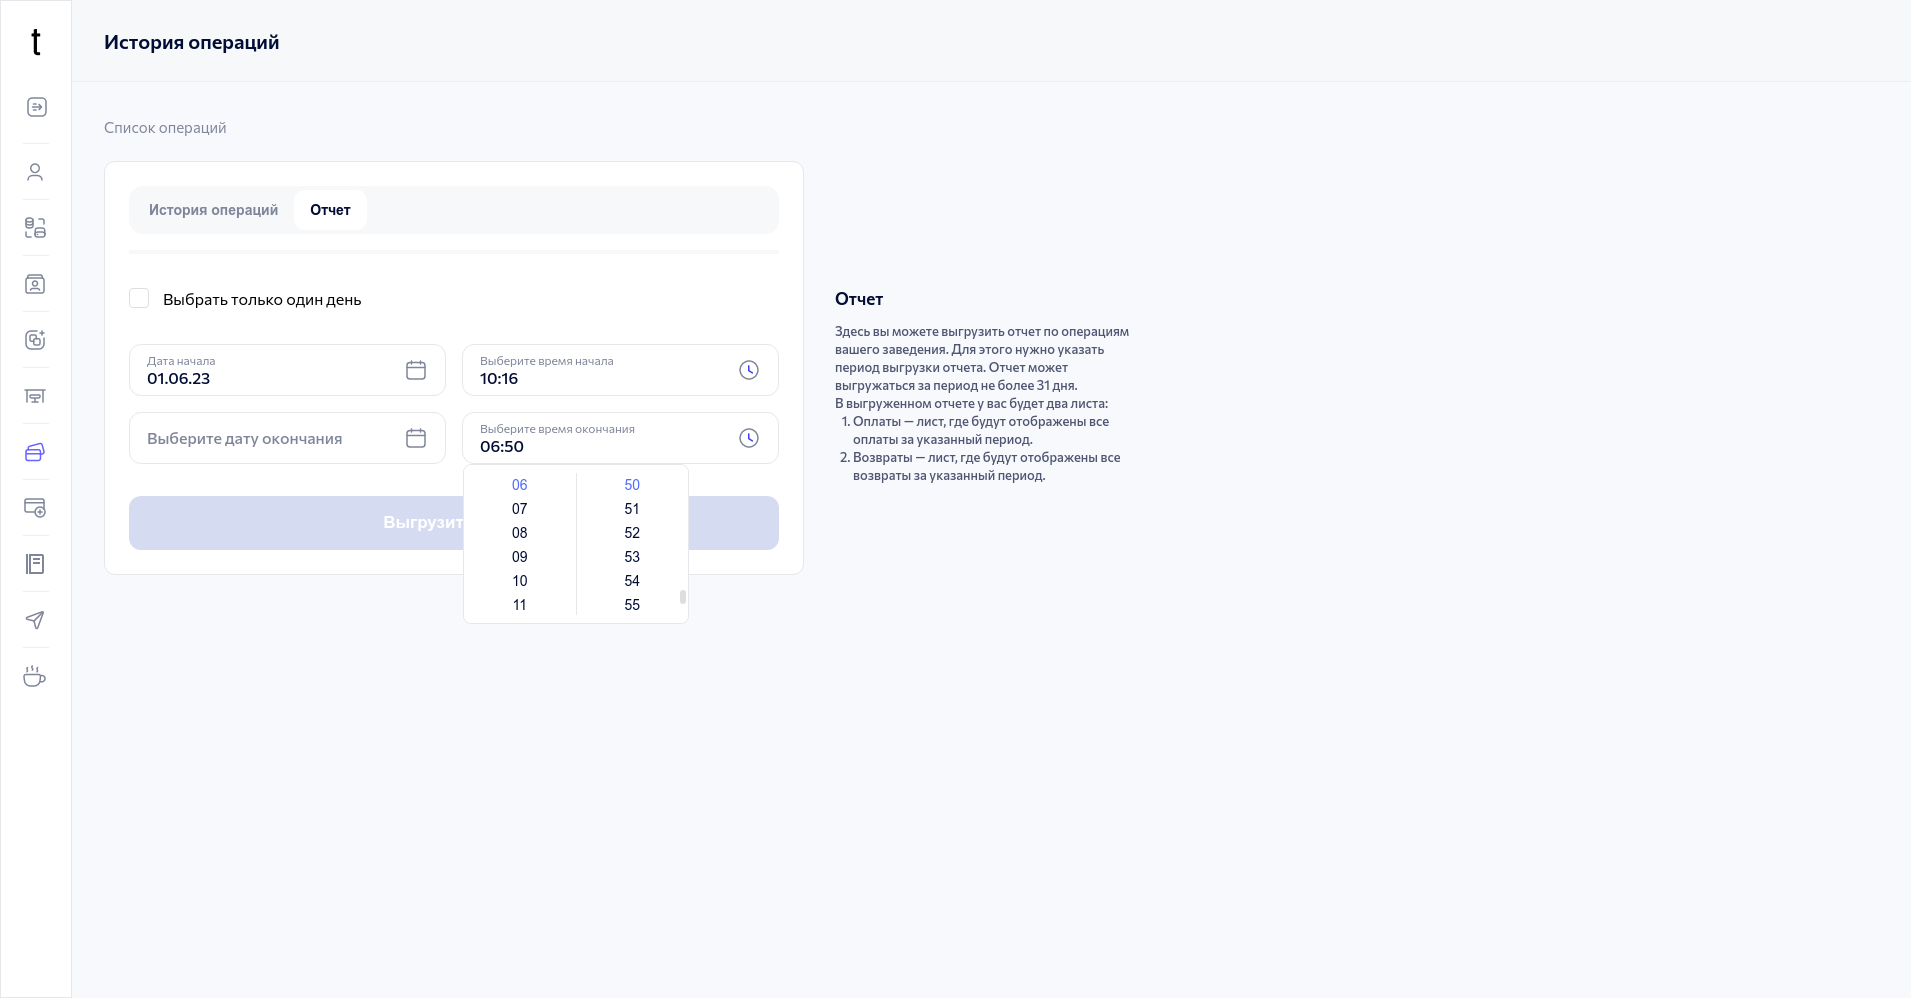 t
История операций
Список операций
История операций
Отчет
Выбрать только один день
Дата начала
01.06.23
Выберите время начала
10:16
Выберите дату окончания
Выберите время окончания
06:50
06 50
07 51
08 52
09 53
10 54
11 55
Отчет
Здесь вы можете выгрузить отчет по операциям
вашего заведения. Для этого нужно указать
период выгрузки отчета. Отчет может
выгружаться за период не более 31 дня.
В выгруженном отчете у вас будет два листа:
1. Оплаты — лист, где будут отображены все
оплаты за указанный период.
2. Возвраты — лист, где будут отображены все
возвраты за указанный период.